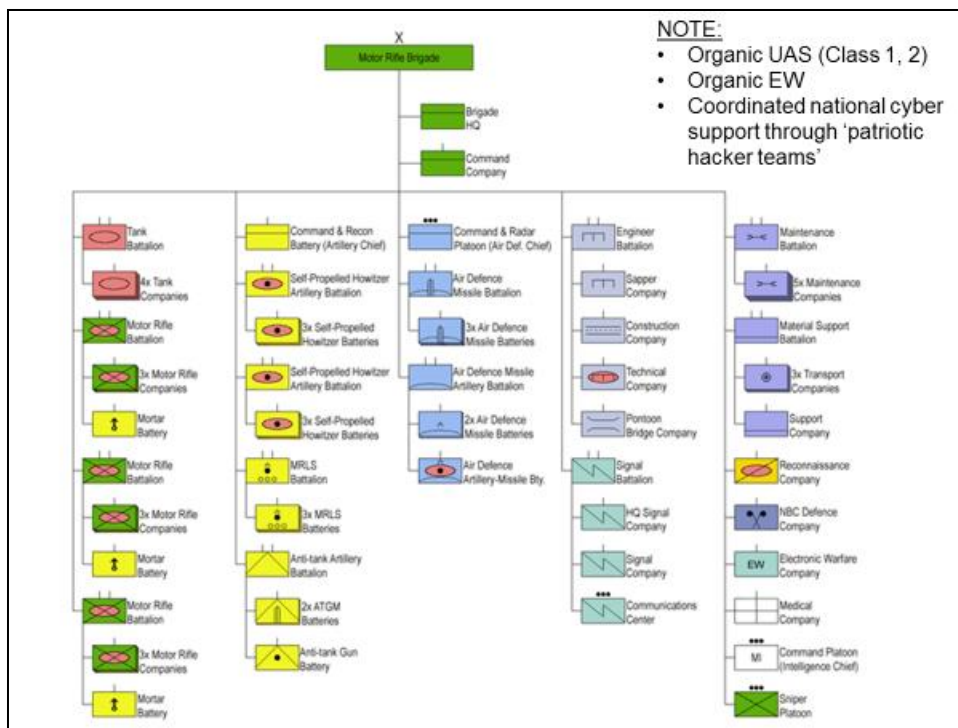 NOTE:
• Organic UAS (Class 1, 2)
• Organic EW
• Coordinated national cyber
support through ‘patriotic
hacker teams’
X
Motor Rifle Brigade
Brigade
HQ
Command
Company
Tank
Battalion
4x Tank
Companies
Motor Rifle
Battalion
3x Motor Rifle
Companies
Mortar
Battery
Motor Rifle
Battalion
3x Motor Rifle
Companies
Mortar
Battery
Motor Rifle
Battalion
3x Motor Rifle
Companies
Mortar
Battery
Command & Recon
Battery (Artillery Chief)
Self-Propelled Howitzer
Artillery Battalion
3x Self-Propelled
Howitzer Batteries
Self-Propelled Howitzer
Artillery Battalion
3x Self-Propelled
Howitzer Batteries
MRLS
Battalion
3x MRLS
Batteries
Anti-tank Artillery
Battalion
2x ATGM
Batteries
Anti-tank Gun
Battery
Command & Radar
Platoon (Air Def. Chief)
Air Defence
Missile Battalion
3x Air Defence
Missile Batteries
Air Defence Missile
Artillery Battalion
2x Air Defence
Missile Batteries
Air Defence
Artillery-Missile Bty.
Engineer
Battalion
Sapper
Company
Construction
Company
Technical
Company
Pontoon
Bridge Company
Signal
Battalion
HQ Signal
Company
Signal
Company
Communications
Center
Maintenance
Battalion
5x Maintenance
Companies
Material Support
Battalion
3x Transport
Companies
Support
Company
Reconnaissance
Company
NBC Defence
Company
EW
Electronic Warfare
Company
Medical
Company
MI
Command Platoon
(Intelligence Chief)
Sniper
Platoon